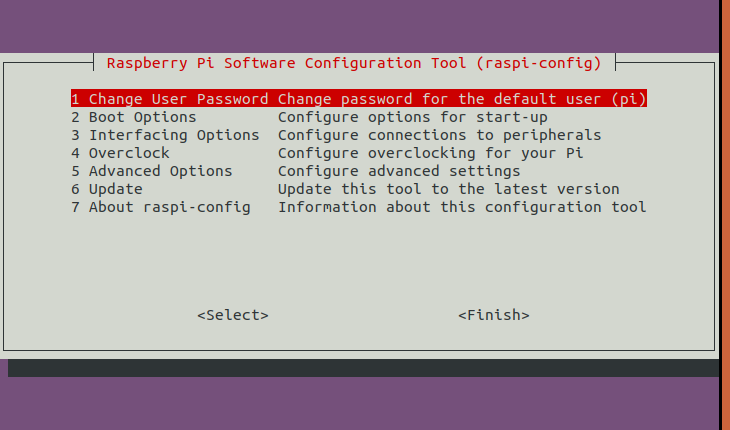 Raspberry Pi Software Configuration Tool (raspi-config)
1 Change User Password Change password for the default user (pi)
2 Boot Options Configure options for start-up
3 Interfacing Options Configure connections to peripherals
4 Overclock Configure overclocking for your Pi
5 Advanced Options Configure advanced settings
6 Update Update this tool to the latest version
7 About raspi-config Information about this configuration tool
<Select> <Finish>